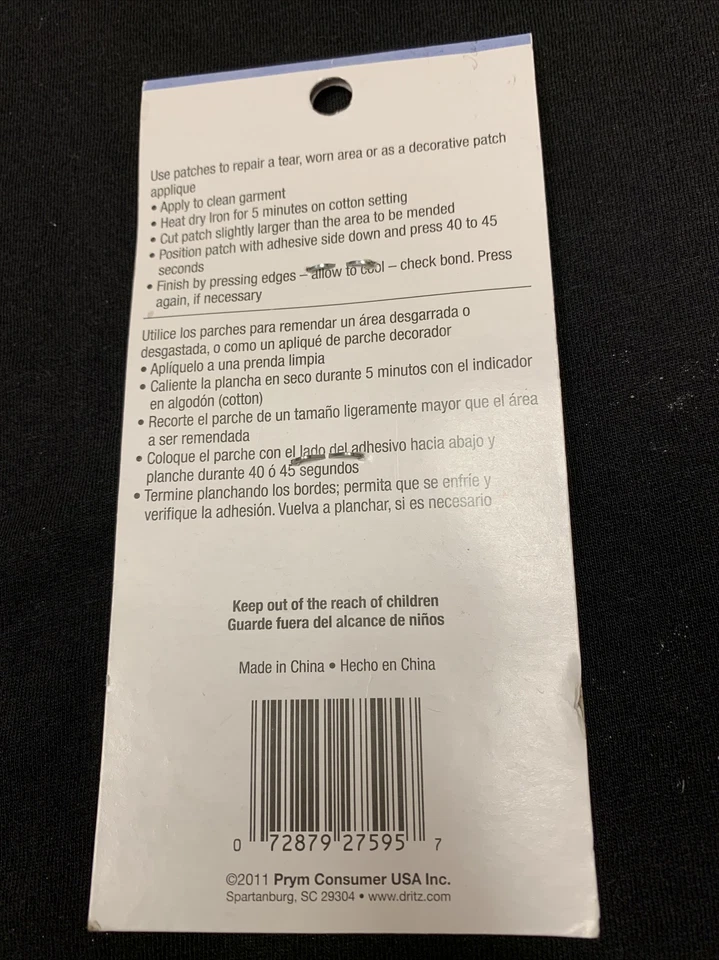 Use patches to repair a tear, worn area or as a decorative patch
applique
• Apply to clean garment
• Heat dry Iron for 5 minutes on cotton setting
• Cut patch slightly larger than the area to be mended
• Position patch with adhesive side down and press 40 to 45
seconds
• Finish by pressing edges – allow to cool – check bond. Press
again, if necessary
Utilice los parches para remendar un área desgarrada o
desgastada, o como un apliqué de parche decorador
• Aplíquelo a una prenda limpia
• Caliente la plancha en seco durante 5 minutos con el indicador
en algodón (cotton)
• Recorte el parche de un tamaño ligeramente mayor que el área
a ser remendada
• Coloque el parche con el lado del adhesivo hacia abajo y
planche durante 40 ó 45 segundos
• Termine planchando los bordes; permita que se enfríe y
verifique la adhesión. Vuelva a planchar, si es necesario
Keep out of the reach of children
Guarde fuera del alcance de niños
Made in China • Hecho en China
0 72879 27595 7
©2011 Prym Consumer USA Inc.
Spartanburg, SC 29304 • www.dritz.com